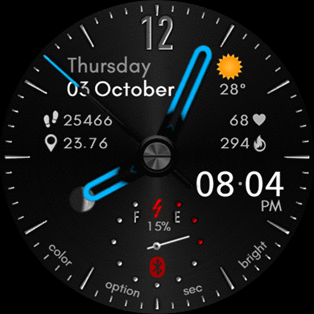 12
Thursday
03 October
28°
25466
68
23.76
294
08:04
PM
F E
15%
color
option
sec
bright